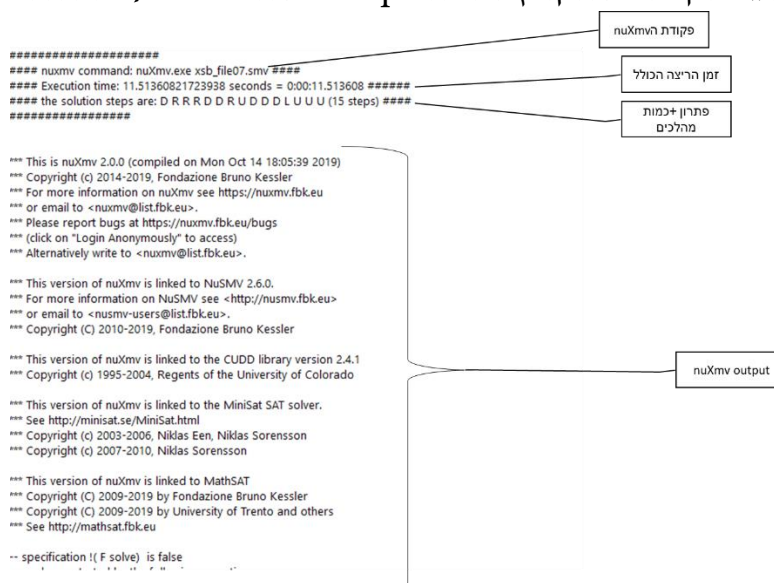 פקודת הnuXmv
####################
#### nuxmv command: nuXmv.exe xsb_file07.smv ####
#### Execution time: 11.51360821723938 seconds = 0:00:11.513608 ######
זמן הריצה הכולל
#### the solution steps are: D R R R D D R U D D D L U U U (15 steps) ####
פתרון +כמות
מהלכים
################
*** This is nuXmv 2.0.0 (compiled on Mon Oct 14 18:05:39 2019)
*** Copyright (c) 2014-2019, Fondazione Bruno Kessler
*** For more information on nuXmv see https://nuxmv.fbk.eu
*** or email to <nuxmv@list.fbk.eu>.
*** Please report bugs at https://nuxmv.fbk.eu/bugs
*** (click on "Login Anonymously" to access)
*** Alternatively write to <nuxmv@list.fbk.eu>.
*** This version of nuXmv is linked to NuSMV 2.6.0.
*** For more information on NuSMV see <http://nusmv.fbk.eu>
*** or email to <nusmv-users@list.fbk.eu>.
*** Copyright (C) 2010-2019, Fondazione Bruno Kessler
*** This version of nuXmv is linked to the CUDD library version 2.4.1
*** Copyright (c) 1995-2004, Regents of the University of Colorado
nuXmv output
*** This version of nuXmv is linked to the MiniSat SAT solver.
*** See http://minisat.se/MiniSat.html
*** Copyright (c) 2003-2006, Niklas Een, Niklas Sorensson
*** Copyright (c) 2007-2010, Niklas Sorensson
*** This version of nuXmv is linked to MathSAT
*** Copyright (C) 2009-2019 by Fondazione Bruno Kessler
*** Copyright (C) 2009-2019 by University of Trento and others
*** See http://mathsat.fbk.eu
-- specification !( F solve) is false